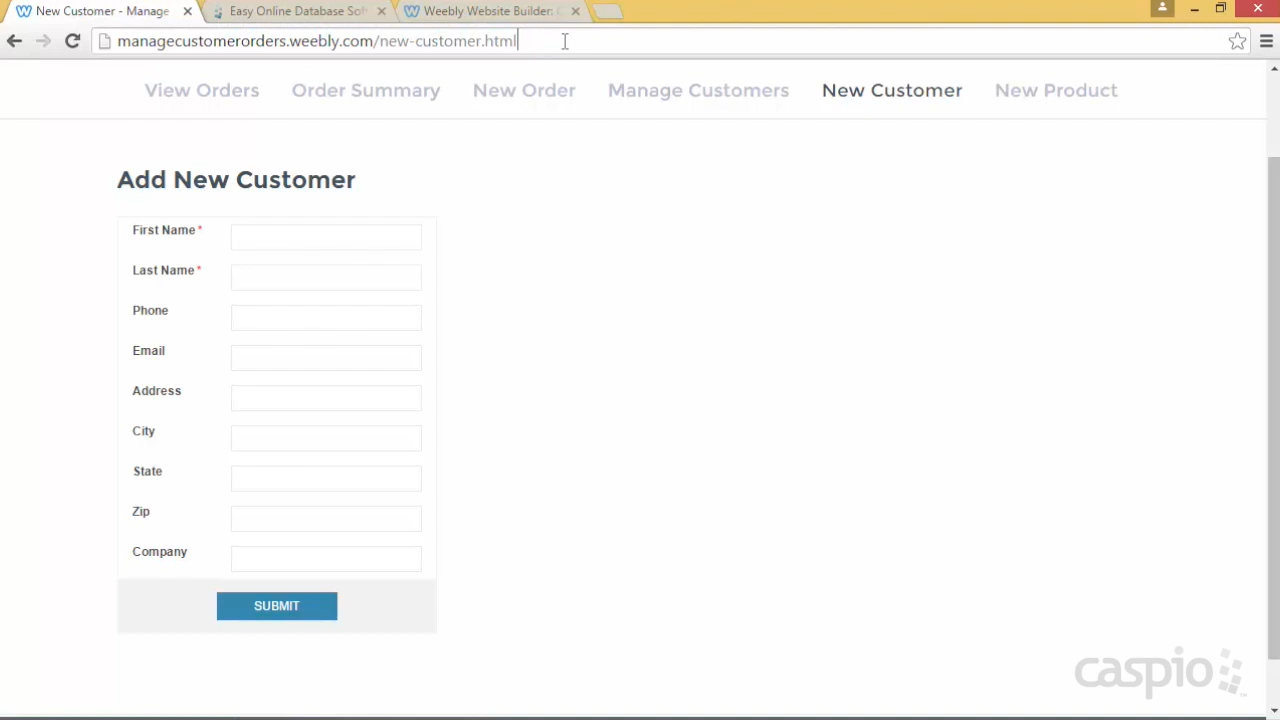 New Customer - Manage
Easy Online Database Sof
Weebly Website Builder:
managecustomerorders.weebly.com/new-customer.html
View Orders Order Summary New Order Manage Customers New Customer New Product
Add New Customer
First Name *
Last Name *
Phone
Email
Address
City
State
Zip
Company
SUBMIT
caspio